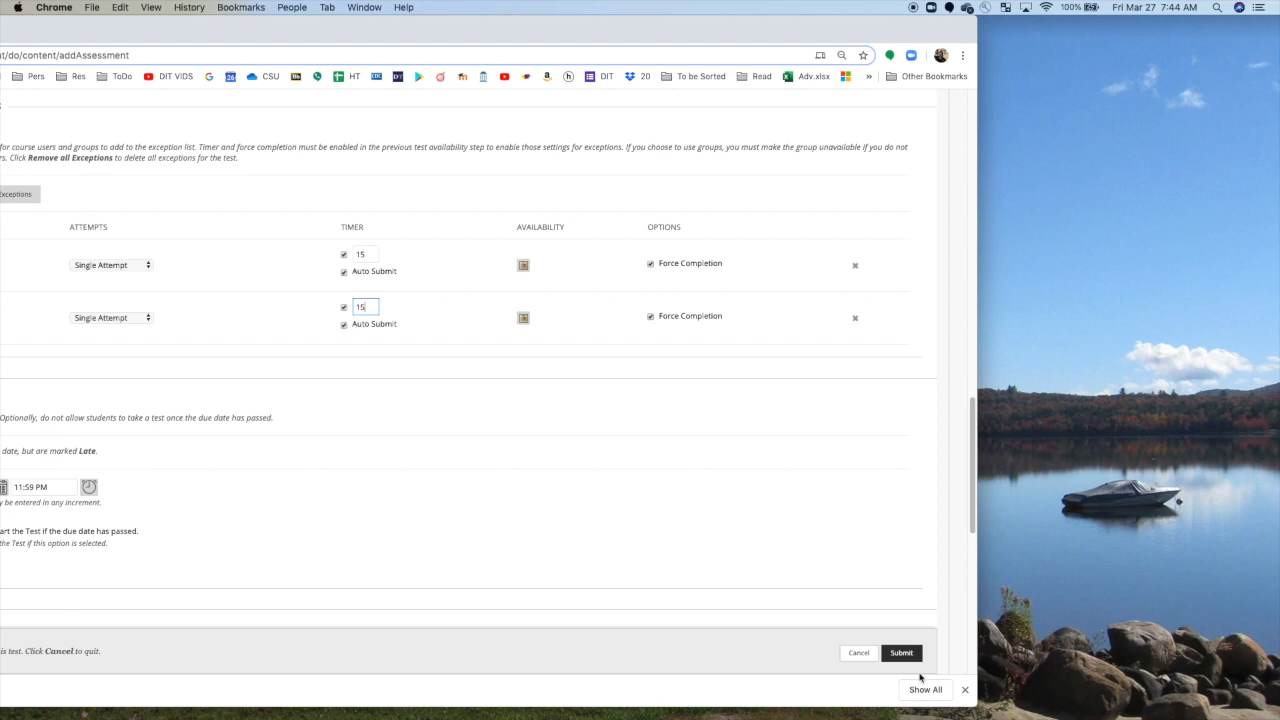 Chrome File Edit View History Bookmarks People Tab Window Help 100% Fri Mar 27 7:44 AM
at/do/content/addAssessment
Pers Res ToDo DIT VIDS 26 CSU Bb HT DT DIT 20 To be Sorted Read Adv.xlsx » Other Bookmarks
for course users and groups to add to the exception list. Timer and force completion must be enabled in the previous test availability step to enable those settings for exceptions. If you choose to use groups, you must make the group unavailable if you do not
rs. Click Remove all Exceptions to delete all exceptions for the test.
Exceptions
ATTEMPTS TIMER AVAILABILITY OPTIONS
15
Single Attempt Force Completion
Auto Submit
15
Single Attempt Force Completion
Auto Submit
Optionally, do not allow students to take a test once the due date has passed.
date, but are marked Late.
11:59 PM
y be entered in any increment.
art the Test if the due date has passed.
the Test if this option is selected.
is test. Click Cancel to quit. Cancel Submit
Show All